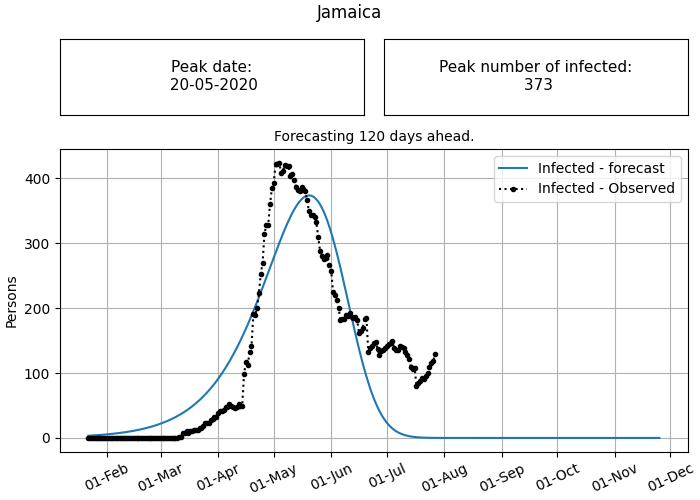 Jamaica
Peak date:
20-05-2020
Peak number of infected:
373
Forecasting 120 days ahead.
Infected - forecast
Infected - Observed
Persons
400
300
200
100
0
01-Feb
01-Mar
01-Apr
01-May
01-Jun
01-Jul
01-Aug
01-Sep
01-Oct
01-Nov
01-Dec